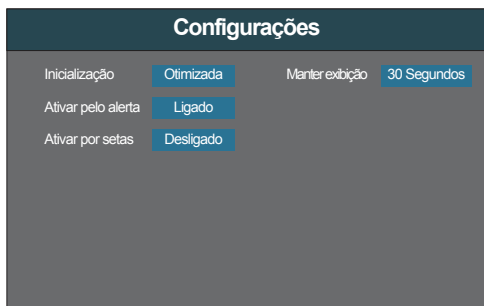 Configurações
Inicialização Otimizada Manter exibição 30 Segundos
Ativar pelo alerta Ligado
Ativar por setas Desligado